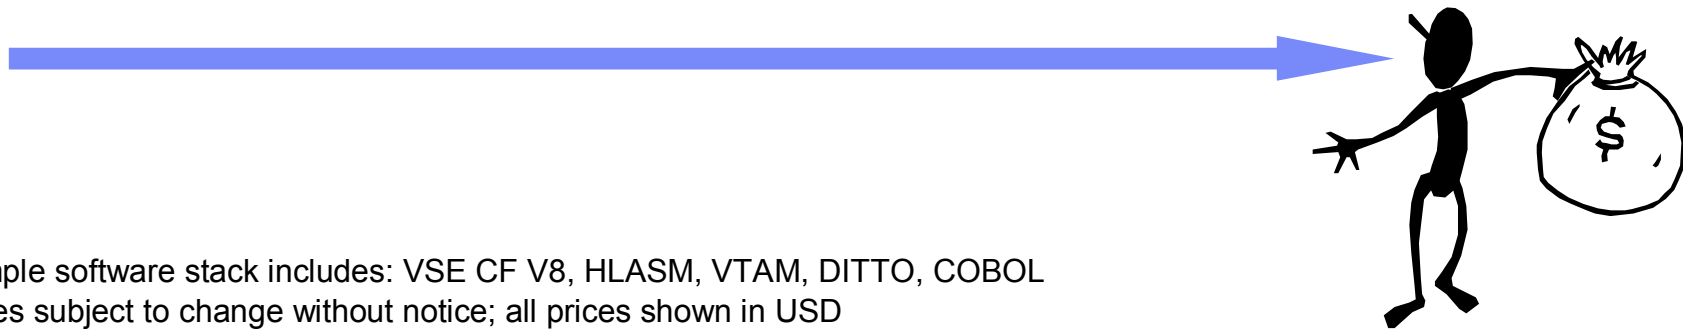 $
ple software stack includes: VSE CF V8, HLASM, VTAM, DITTO, COBOL
es subject to change without notice; all prices shown in USD